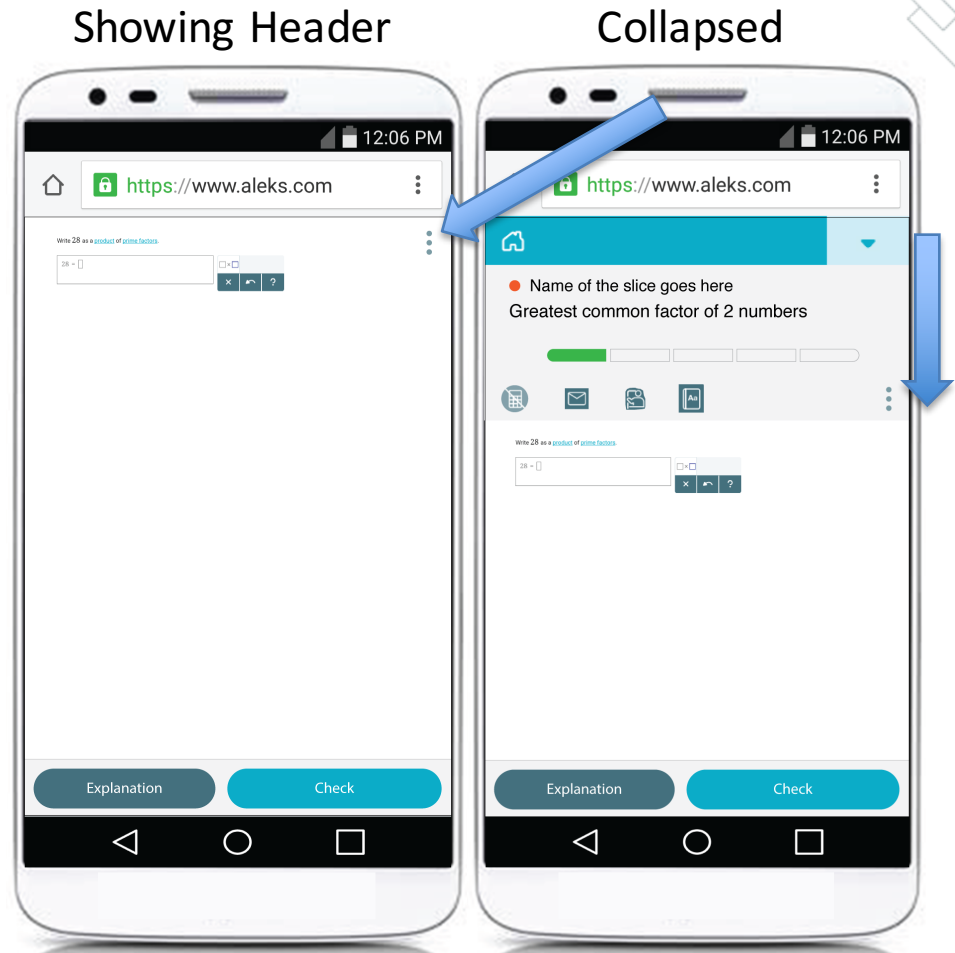 Showing Header
Collapsed
12:06 PM
https://www.aleks.com
Write 28 as a product of prime factors.
28 = □
□×□
× ?
Explanation
Check
12:06 PM
https://www.aleks.com
Name of the slice goes here
Greatest common factor of 2 numbers
Aa
Write 28 as a product of prime factors.
28 = □
□×□
× ?
Explanation
Check